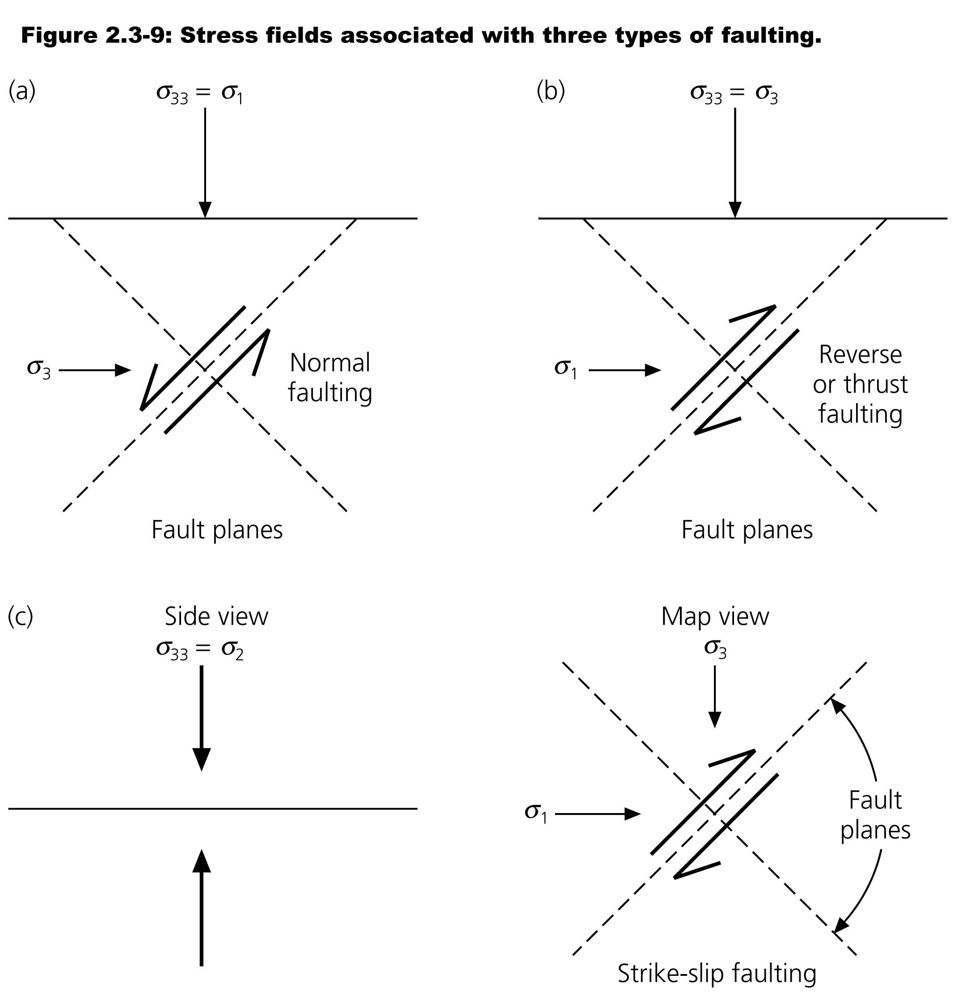 Figure 2.3-9: Stress fields associated with three types of faulting.
(a)
σ33 = σ1
σ3
Normal
faulting
Fault planes
(b)
σ33 = σ3
σ1
Reverse
or thrust
faulting
Fault planes
(c)
Side view
σ33 = σ2
Map view
σ3
σ1
Fault
planes
Strike-slip faulting